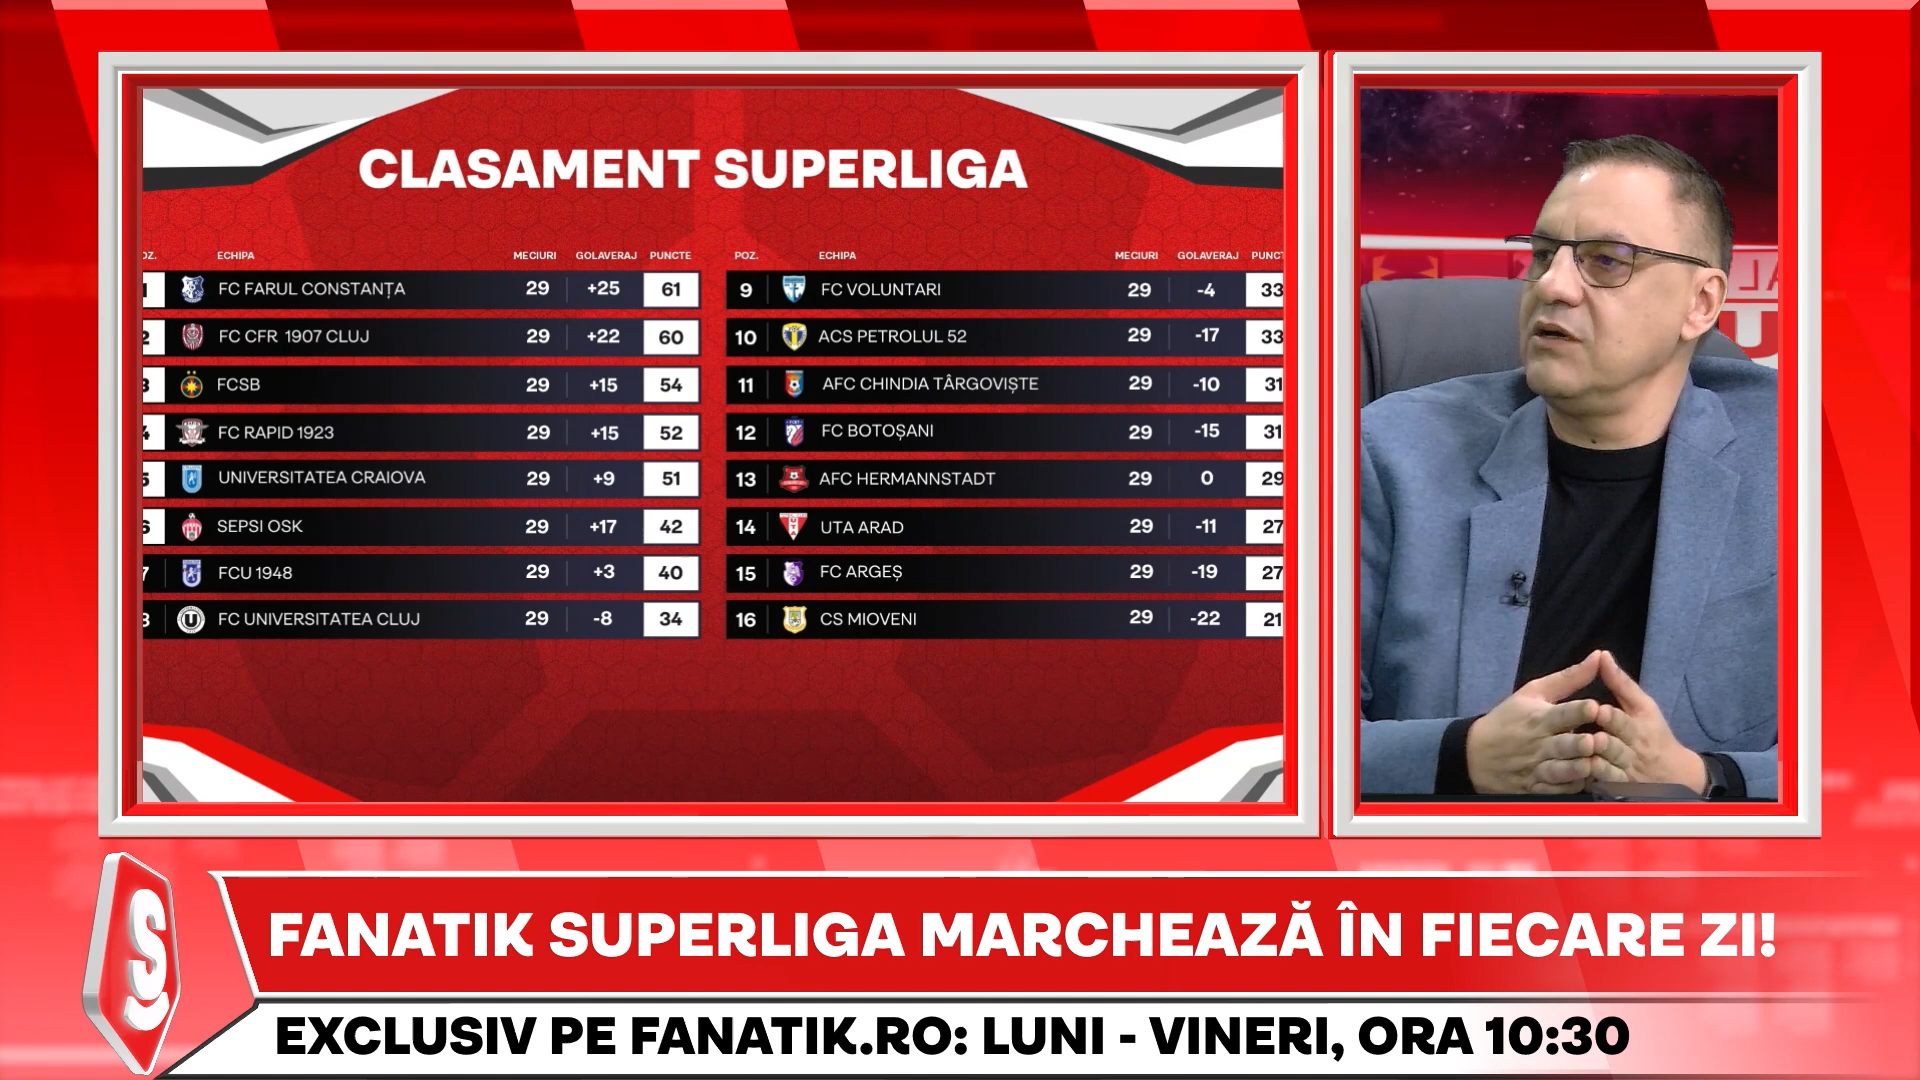 CLASAMENT SUPERLIGA
ECHIPA MECIURI GOLAVERAJ PUNCTE
FC FARUL CONSTANȚA 29 +25 61
FC CFR 1907 CLUJ 29 +22 60
FCSB 29 +15 54
FC RAPID 1923 29 +15 52
UNIVERSITATEA CRAIOVA 29 +9 51
SEPSI OSK 29 +17 42
FCU 1948 29 +3 40
FC UNIVERSITATEA CLUJ 29 -8 34
POZ. ECHIPA MECIURI GOLAVERAJ
9 FC VOLUNTARI 29 -4 33
10 ACS PETROLUL 52 29 -17 33
11 AFC CHINDIA TÂRGOVIȘTE 29 -10 31
12 FC BOTOȘANI 29 -15 31
13 AFC HERMANNSTADT 29 0 29
14 UTA ARAD 29 -11 27
15 FC ARGEȘ 29 -19 27
16 CS MIOVENI 29 -22 21
S
FANATIK SUPERLIGA MARCHEAZĂ ÎN FIECARE ZI!
EXCLUSIV PE FANATIK.RO: LUNI - VINERI, ORA 10:30